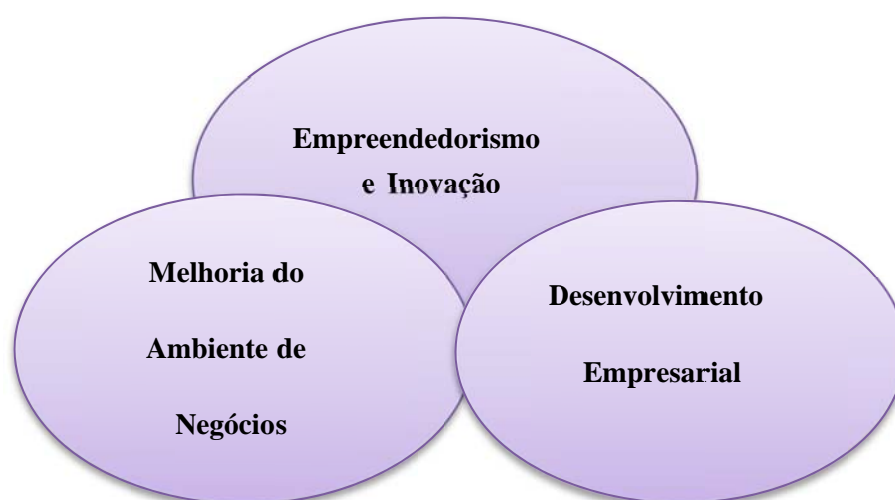 Empreendedorismo
e Inovação
Melhoria do
Ambiente de
Negócios
Desenvolvimento
Empresarial